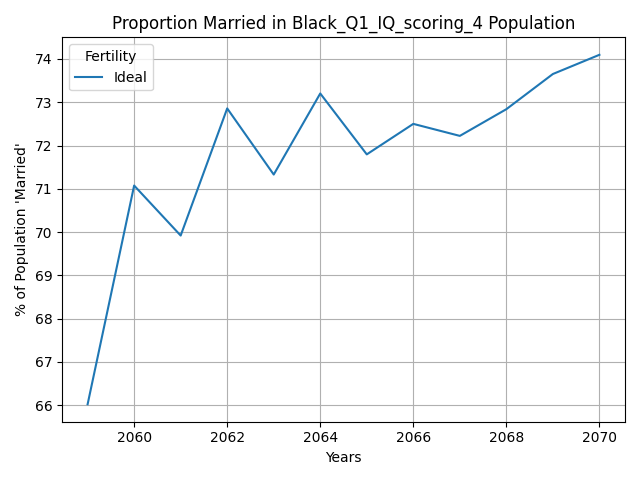 Proportion Married in Black_Q1_IQ_scoring_4 Population
Fertility
Ideal
% of Population 'Married'
74
73
72
71
70
69
68
67
66
2060 2062 2064 2066 2068 2070
Years